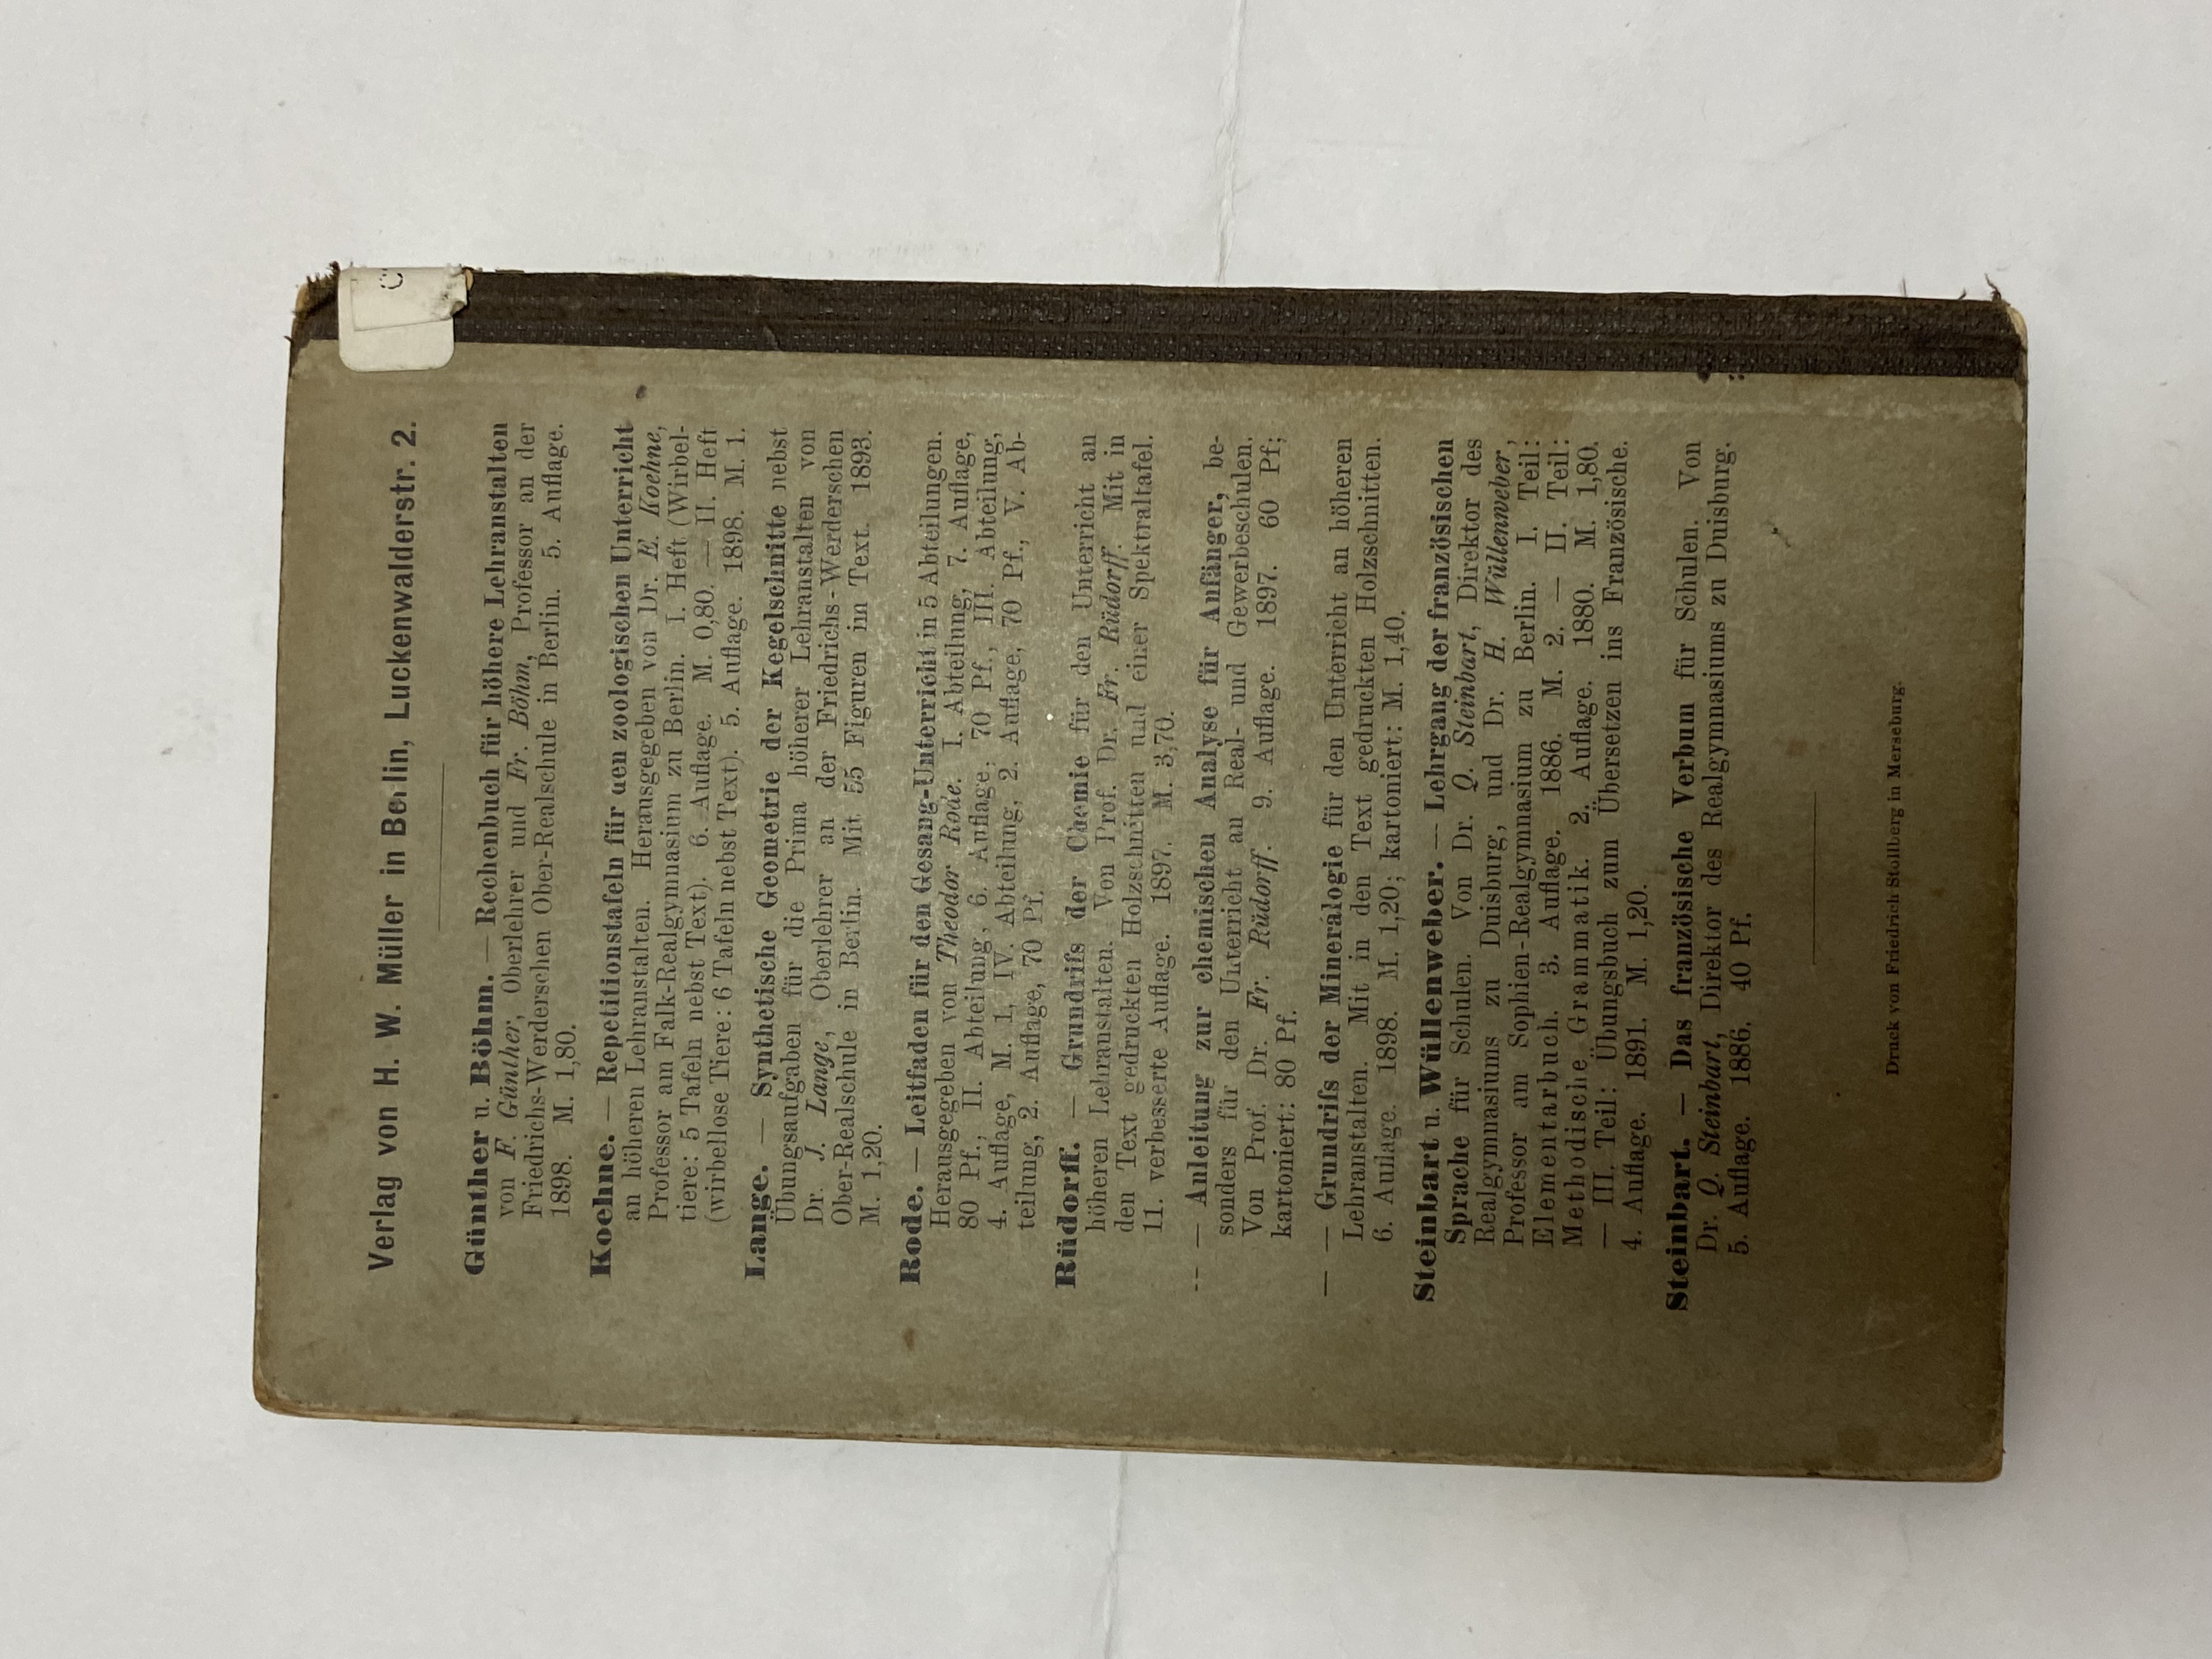 Verlag von H. W. Müller in Berlin, Luckenwalderstr. 2.
Günther u. Böhm. — Rechenbuch für höhere Lehranstalten
von F. Günther, Oberlehrer und Fr. Böhm, Professor an der
Friedrichs-Werderschen Ober-Realschule in Berlin. 5. Auflage.
1898. M. 1,80.
Koehne. — Repetitionstafeln für den zoologischen Unterricht
an höheren Lehranstalten. Herausgegeben von Dr. E. Koehne,
Professor am Falk-Realgymnasium zu Berlin. I. Heft (Wirbel-
tiere: 5 Tafeln nebst Text). 6. Auflage. M. 0,80. — II. Heft
(wirbellose Tiere: 6 Tafeln nebst Text). 5. Auflage. 1898. M. 1.
Lange. — Synthetische Geometrie der Kegelschnitte nebst
Übungsaufgaben für die Prima höherer Lehranstalten von
Dr. J. Lange, Oberlehrer an der Friedrichs-Werderschen
Ober-Realschule in Berlin. Mit 55 Figuren im Text. 1893.
M. 1,20.
Rode. — Leitfaden für den Gesang-Unterricht in 5 Abteilungen.
Herausgegeben von Theodor Rode. I. Abteilung, 7. Auflage,
80 Pf., II. Abteilung, 6. Auflage, 70 Pf., III. Abteilung,
4. Auflage, M. 1, IV. Abteilung, 2. Auflage, 70 Pf., V. Ab-
teilung, 2. Auflage, 70 Pf.
Rüdorff. — Grundriſs der Chemie für den Unterricht an
höheren Lehranstalten. Von Prof. Dr. Fr. Rüdorff. Mit in
den Text gedruckten Holzschnitten und einer Spektraltafel.
11. verbesserte Auflage. 1897. M. 3,70.
— — Anleitung zur chemischen Analyse für Anfänger, be-
sonders für den Unterricht an Real- und Gewerbeschulen.
Von Prof. Dr. Fr. Rüdorff. 9. Auflage. 1897. 60 Pf;
kartoniert: 80 Pf.
— — Grundriſs der Mineralogie für den Unterricht an höheren
Lehranstalten. Mit in den Text gedruckten Holzschnitten.
6. Auflage. 1898. M. 1,20; kartoniert: M. 1,40.
Steinbart u. Wüllenweber. — Lehrgang der französischen
Sprache für Schulen. Von Dr. Q. Steinbart, Direktor des
Realgymnasiums zu Duisburg, und Dr. H. Wüllenweber,
Professor am Sophien-Realgymnasium zu Berlin. I. Teil:
Elementarbuch. 3. Auflage. 1886. M. 2. — II. Teil:
Methodische Grammatik. 2. Auflage. 1880. M. 1,80.
— III. Teil: Übungsbuch zum Übersetzen ins Französische.
4. Auflage. 1891. M. 1,20.
Steinbart. — Das französische Verbum für Schulen. Von
Dr. Q. Steinbart, Direktor des Realgymnasiums zu Duisburg.
5. Auflage. 1886. 40 Pf.
Druck von Friedrich Stollberg in Merseburg.